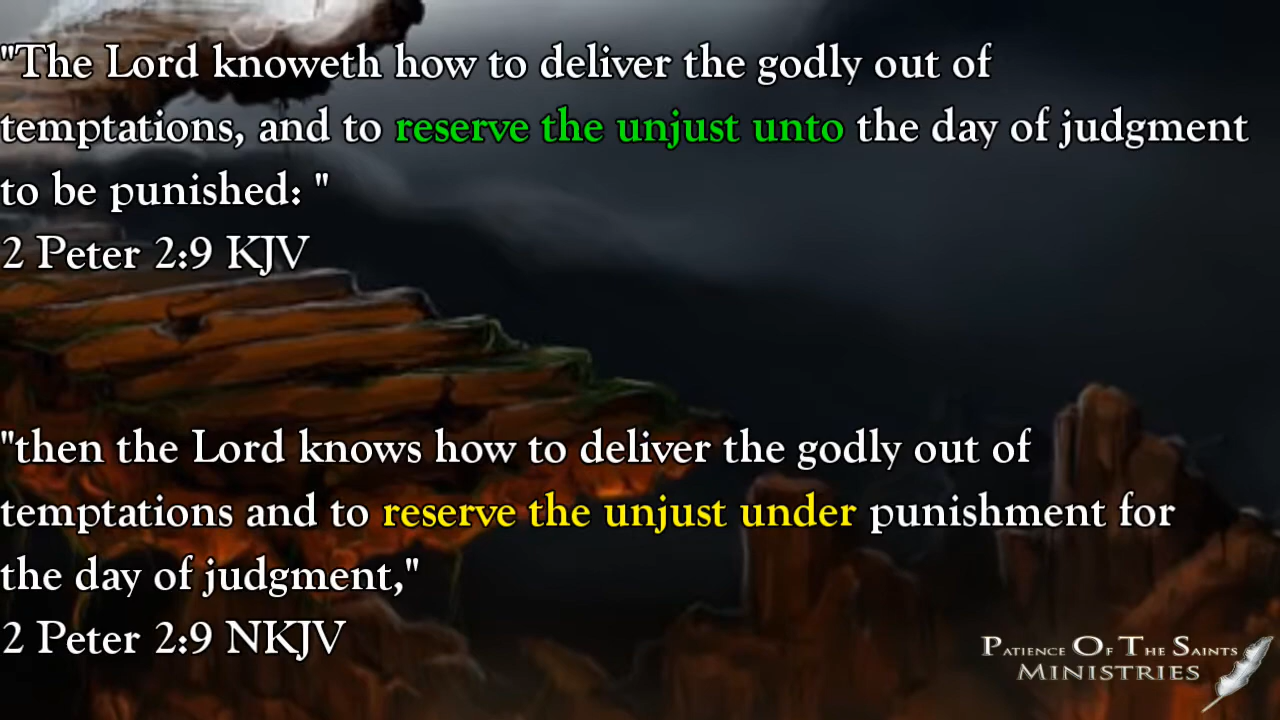 "The Lord knoweth how to deliver the godly out of
temptations, and to reserve the unjust unto the day of judgment
to be punished: "
2 Peter 2:9 KJV
"then the Lord knows how to deliver the godly out of
temptations and to reserve the unjust under punishment for
the day of judgment,"
2 Peter 2:9 NKJV
Patience Of The Saints
Ministries